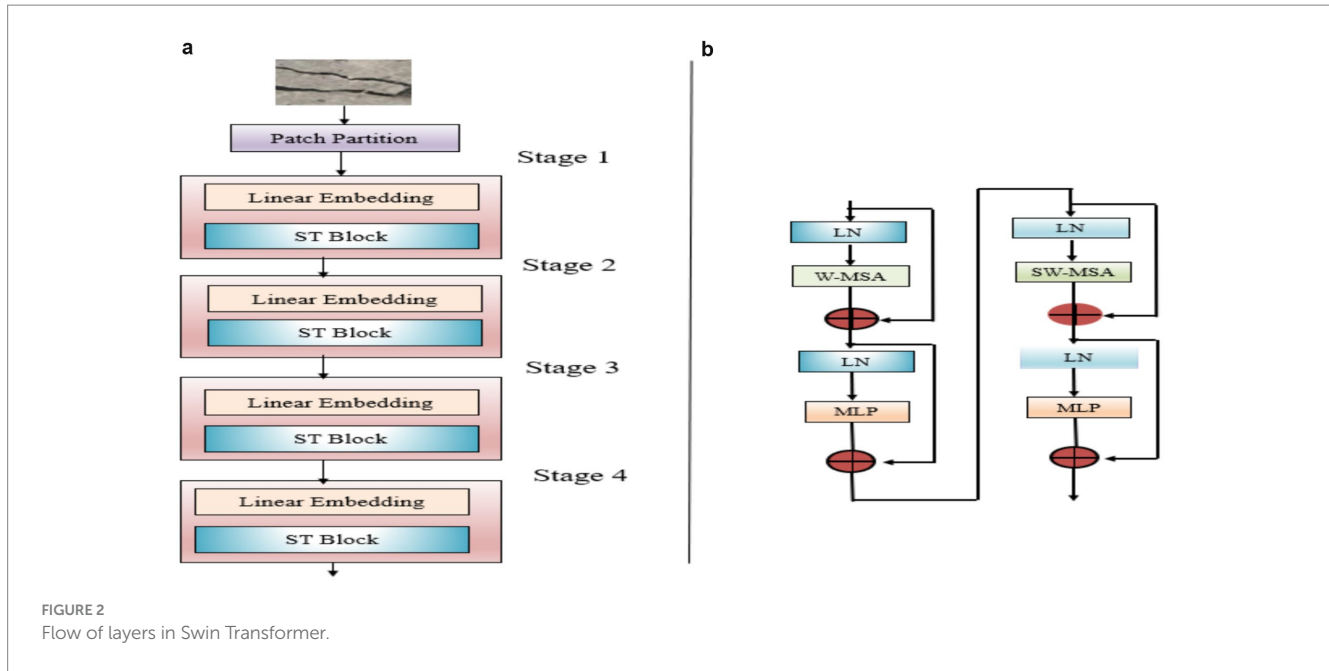 a
Patch Partition
Stage 1
Linear Embedding
ST Block
Stage 2
Linear Embedding
ST Block
Stage 3
Linear Embedding
ST Block
Stage 4
Linear Embedding
ST Block
b
LN
W-MSA
LN
MLP
LN
SW-MSA
LN
MLP
FIGURE 2
Flow of layers in Swin Transformer.